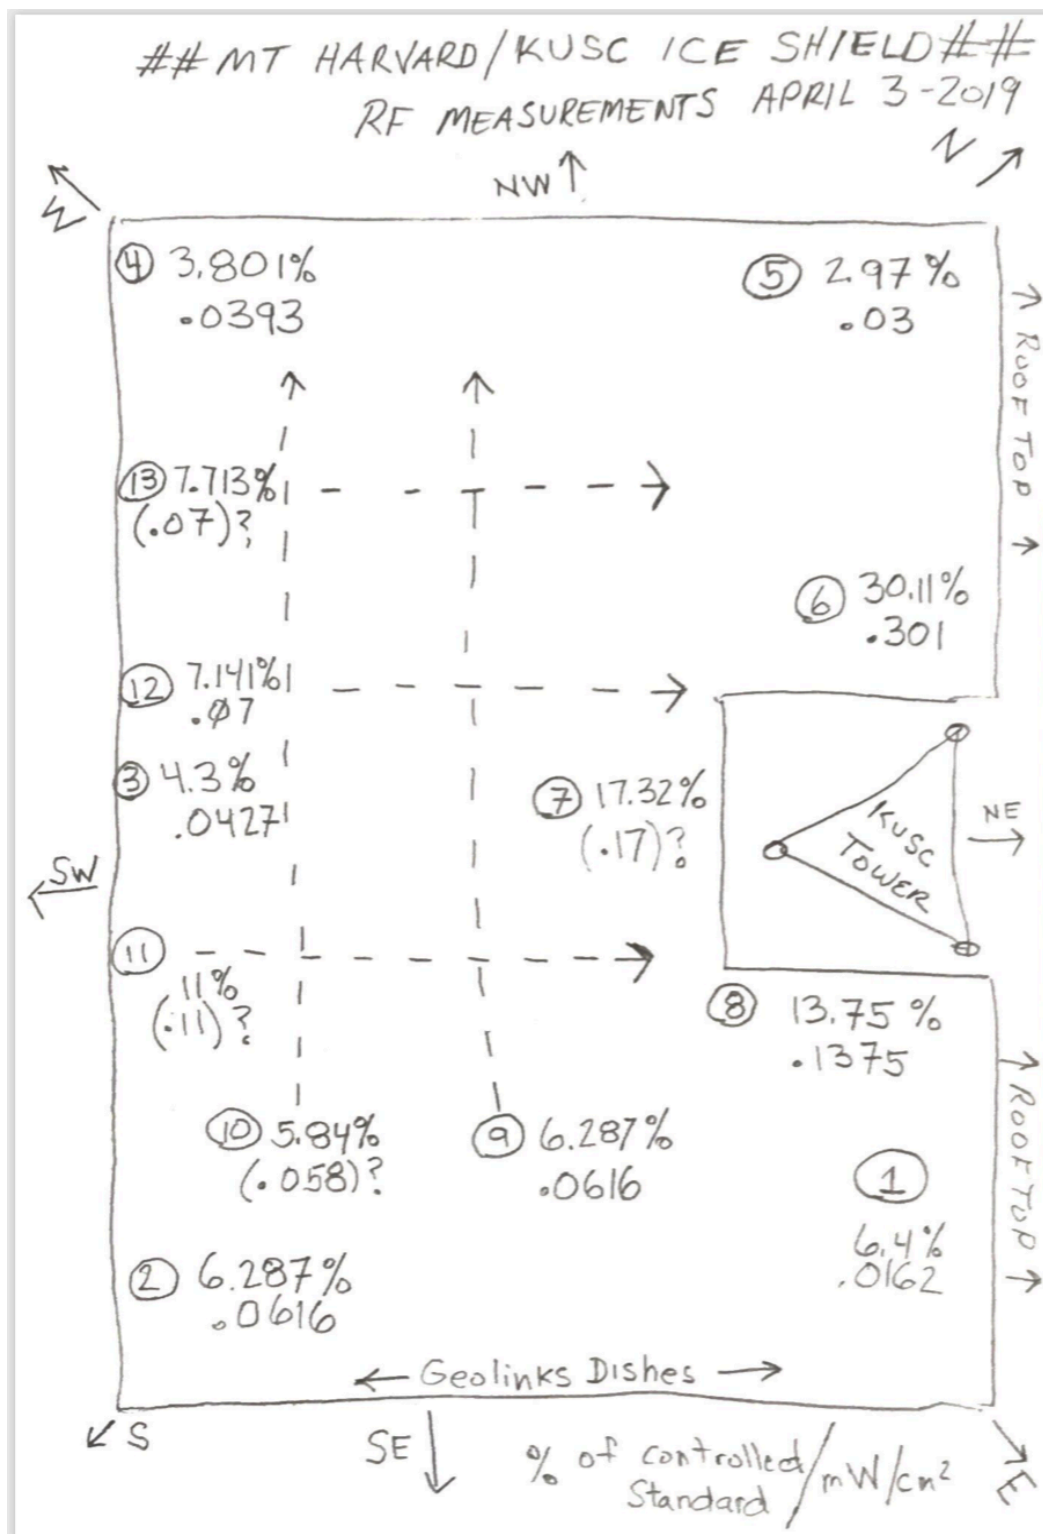 ## MT HARVARD/KUSC ICE SHIELD ##
RF MEASUREMENTS APRIL 3-2019
N
NW
W
④ 3.801%
.0393
⑤ 2.97%
.03
ROOF TOP
⑬ 7.713%
(.07)?
⑥ 30.11%
.301
⑫ 7.141%
.07
③ 4.3%
.0427
⑦ 17.32%
(.17)?
KUSC
TOWER
NE
SW
⑪
11%
(.11)?
⑧ 13.75%
.1375
ROOF TOP
⑩ 5.84%
(.058)?
⑨ 6.287%
.0616
①
6.4%
.0162
② 6.287%
.0616
Geolinks Dishes
S
SE
E
% of controlled/mW/cm²
Standard